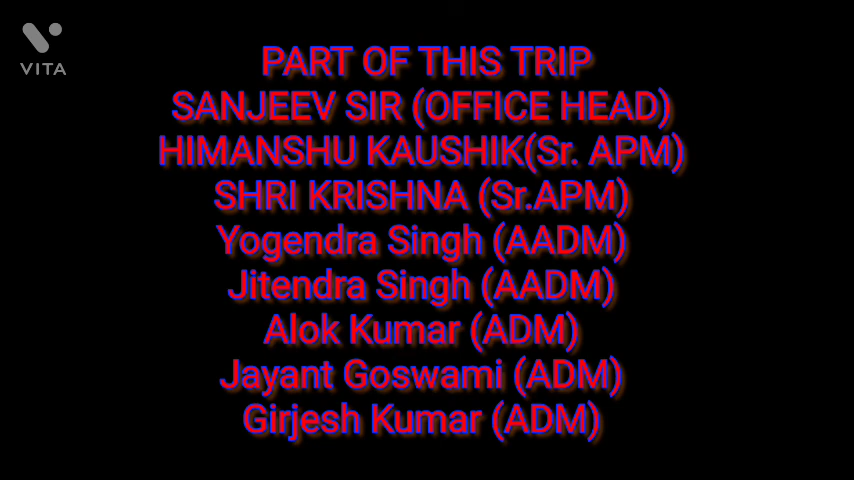 VITA
PART OF THIS TRIP
SANJEEV SIR (OFFICE HEAD)
HIMANSHU KAUSHIK(Sr. APM)
SHRI KRISHNA (Sr.APM)
Yogendra Singh (AADM)
Jitendra Singh (AADM)
Alok Kumar (ADM)
Jayant Goswami (ADM)
Girjesh Kumar (ADM)